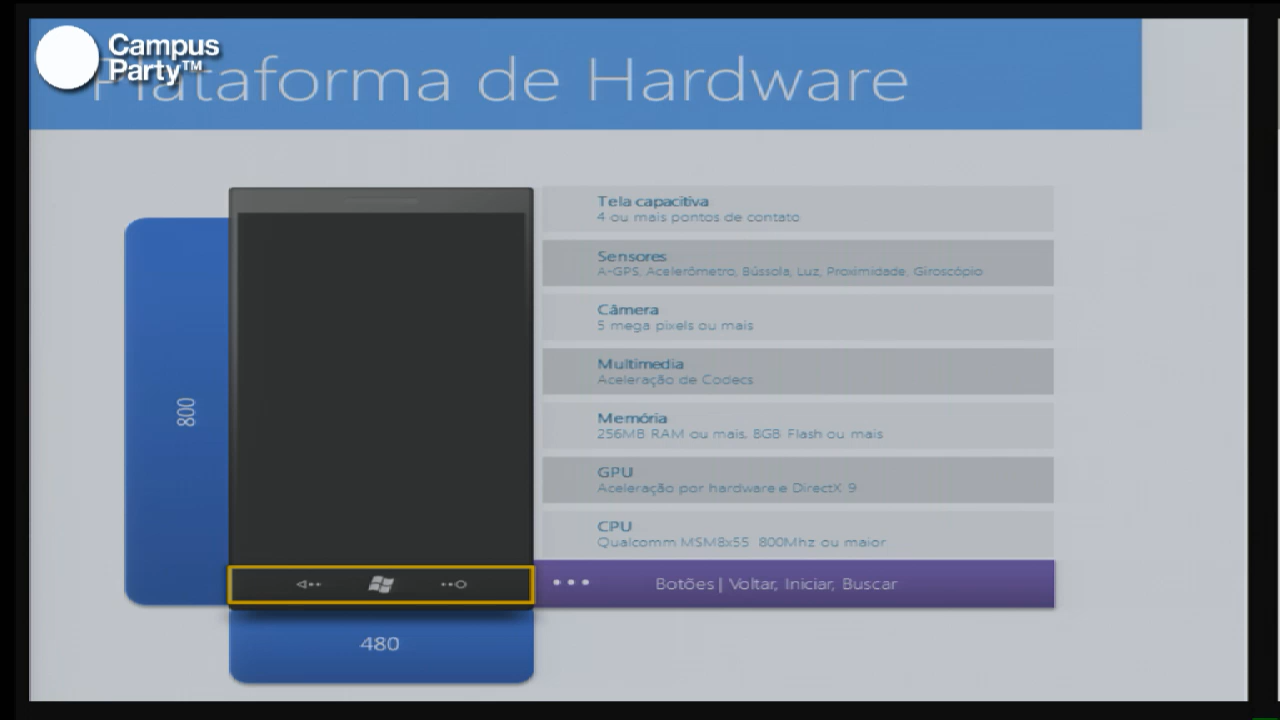 Campus
Party™
Plataforma de Hardware
Tela capacitiva
4 ou mais pontos de contato
Sensores
A-GPS, Acelerômetro, Bússola, Luz, Proximidade, Giroscópio
Câmera
5 mega pixels ou mais
Multimedia
Aceleração de Codecs
Memória
256MB RAM ou mais, 8GB Flash ou mais
GPU
Aceleração por hardware e DirectX 9
CPU
Qualcomm MSM8x55 800Mhz ou maior
Botões| Voltar, Iniciar, Buscar
800
480